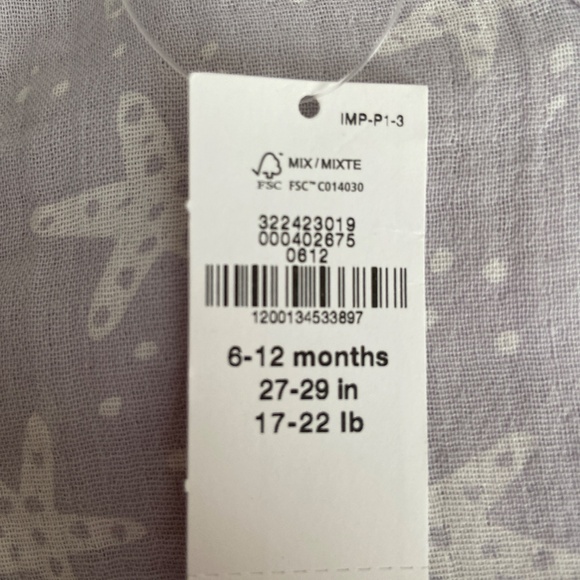 IMP-P1-3
MIX/MIXTE
FSC FSC™ C014030
322423019
000402675
0612
1200134533897
6-12 months
27-29 in
17-22 lb